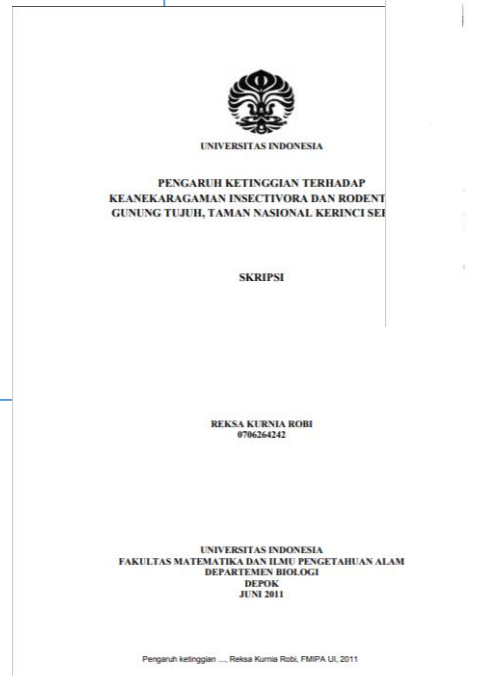 UNIVERSITAS INDONESIA
PENGARUH KETINGGIAN TERHADAP
KEANEKARAGAMAN INSECTIVORA DAN RODENT
GUNUNG TUJUH, TAMAN NASIONAL KERINCI
SKRIPSI
REKSA KURNIA ROBI
0706264242
UNIVERSITAS INDONESIA
FAKULTAS MATEMATIKA DAN ILMU PENGETAHUAN ALAM
DEPARTEMEN BIOLOGI
DEPOK
JUNI 2011
Pengaruh ketinggian ..., Reksa Kurnia Robi, FMIPA UI, 2011